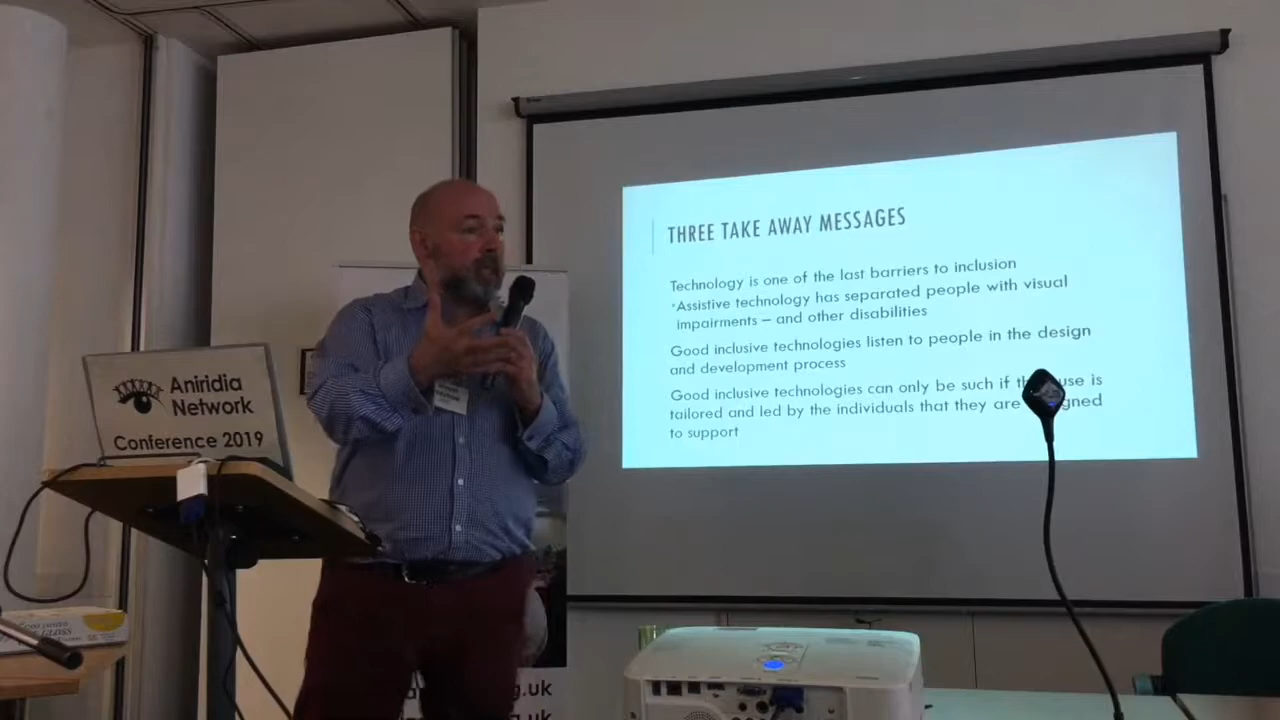 Aniridia
Network
Conference 2019
THREE TAKE AWAY MESSAGES
Technology is one of the last barriers to inclusion
Assistive technology has separated people with visual
impairments – and other disabilities
Good inclusive technologies listen to people in the design
and development process
Good inclusive technologies can only be such if use is
tailored and led by the individuals that they are
to support